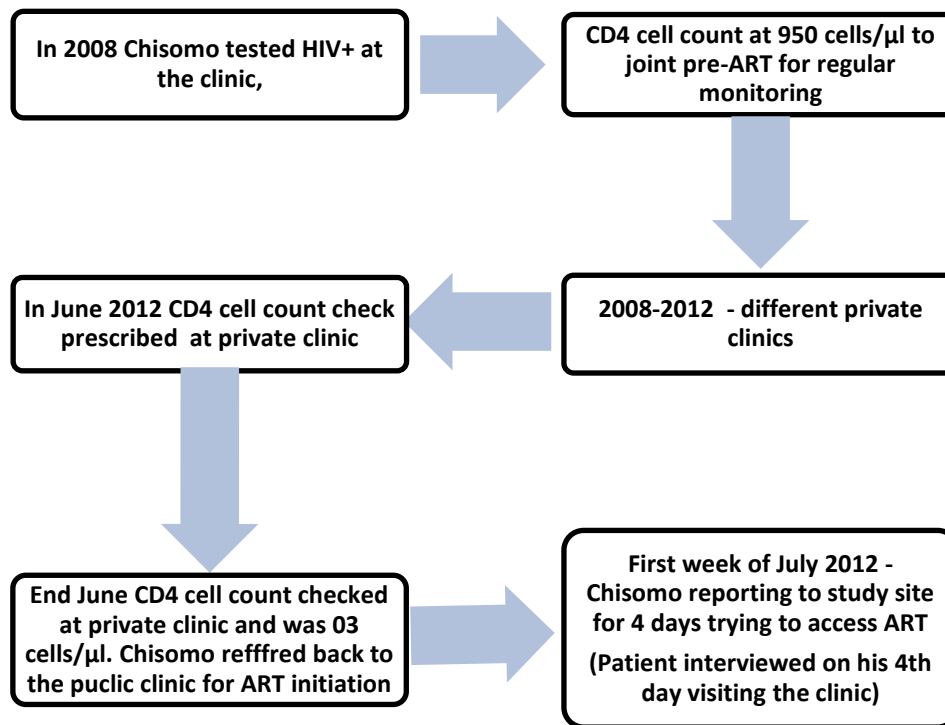 In 2008 Chisomo tested HIV+ at
the clinic,
CD4 cell count at 950 cells/µl to
joint pre-ART for regular
monitoring
2008-2012 - different private
clinics
In June 2012 CD4 cell count check
prescribed at private clinic
End June CD4 cell count checked
at private clinic and was 03
cells/µl. Chisomo refffred back to
the puclic clinic for ART initiation
First week of July 2012 -
Chisomo reporting to study site
for 4 days trying to access ART
(Patient interviewed on his 4th
day visiting the clinic)